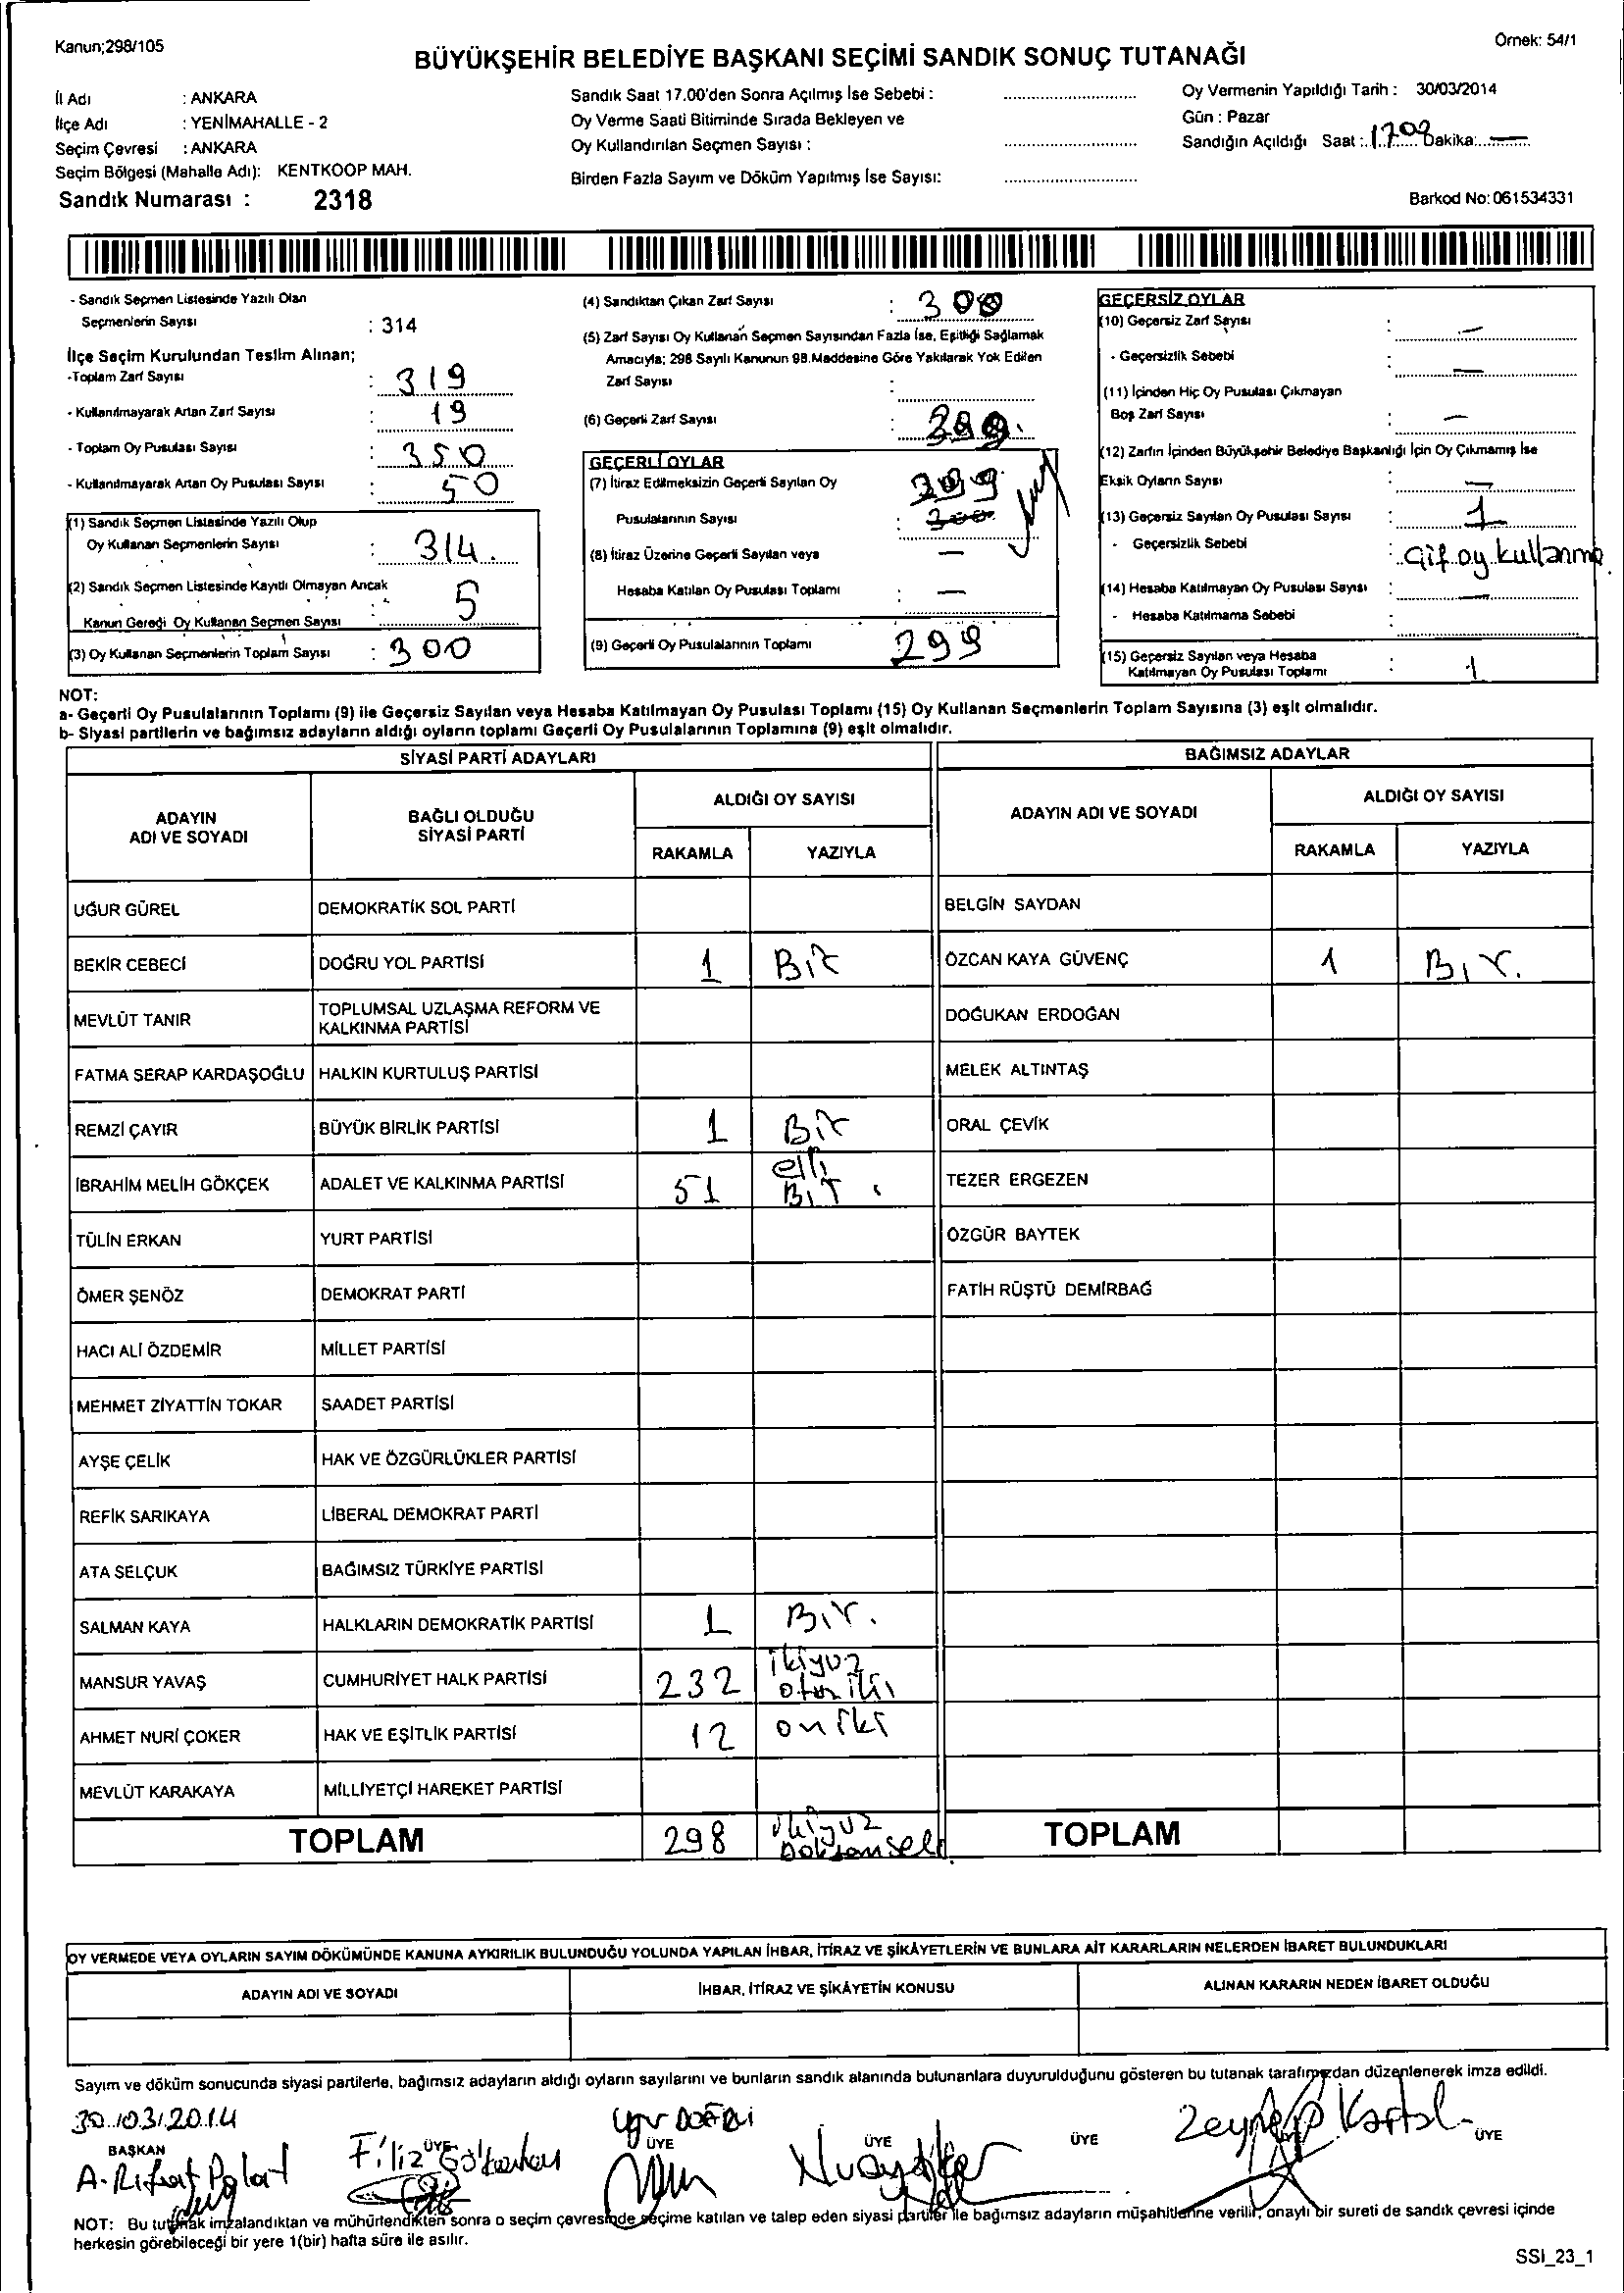 Kanun;298/105
Örnek: 54/1
BÜYÜKŞEHİR BELEDİYE BAŞKANI SEÇİMİ SANDIK SONUÇ TUTANAĞI
İl Adı : ANKARA
İlçe Adı : YENİMAHALLE - 2
Seçim Çevresi : ANKARA
Seçim Bölgesi (Mahalle Adı): KENTKOOP MAH.
Sandık Numarası : 2318
Sandık Saat 17.00'den Sonra Açılmış İse Sebebi :
Oy Verme Saati Bitiminde Sırada Bekleyen ve
Oy Kullandırılan Seçmen Sayısı :
Birden Fazla Sayım ve Döküm Yapılmış İse Sayısı:
Oy Vermenin Yapıldığı Tarih : 30/03/2014
Gün : Pazar
Sandığın Açıldığı Saat : 1700 Dakika: —
Barkod No: 061534331
- Sandık Seçmen Listesinde Yazılı Olan
Seçmenlerin Sayısı : 314
İlçe Seçim Kurulundan Teslim Alınan;
-Toplam Zarf Sayısı : 319
- Kullanılmayarak Artan Zarf Sayısı : 19
- Toplam Oy Pusulası Sayısı : 350
- Kullanılmayarak Artan Oy Pusulası Sayısı : 50
(1) Sandık Seçmen Listesinde Yazılı Olup
Oy Kullanan Seçmenlerin Sayısı : 314.
(2) Sandık Seçmen Listesinde Kayıtlı Olmayan Ancak
Kanun Gereği Oy Kullanan Seçmen Sayısı : 5
(3) Oy Kullanan Seçmenlerin Toplam Sayısı : 300
(4) Sandıktan Çıkan Zarf Sayısı : 300
(5) Zarf Sayısı Oy Kullanan Seçmen Sayısından Fazla İse, Eşitliği Sağlamak
Amacıyla; 298 Sayılı Kanunun 98.Maddesine Göre Yakılarak Yok Edilen
Zarf Sayısı :
(6) Geçerli Zarf Sayısı : 299.
GEÇERLİ OYLAR
(7) İtiraz Edilmeksizin Geçerli Sayılan Oy 299
Pusulalarının Sayısı : 300
(8) İtiraz Üzerine Geçerli Sayılan veya —
Hesaba Katılan Oy Pusulası Toplamı : —
(9) Geçerli Oy Pusulalarının Toplamı 299
GEÇERSİZ OYLAR
(10) Geçersiz Zarf Sayısı : —
- Geçersizlik Sebebi : —
(11) İçinden Hiç Oy Pusulası Çıkmayan
Boş Zarf Sayısı : —
(12) Zarfın İçinden Büyükşehir Belediye Başkanlığı İçin Oy Çıkmamış İse
Eksik Oyların Sayısı : —
(13) Geçersiz Sayılan Oy Pusulası Sayısı : 1
- Geçersizlik Sebebi : Çift oy kullanma
(14) Hesaba Katılmayan Oy Pusulası Sayısı : —
- Hesaba Katılmama Sebebi :
(15) Geçersiz Sayılan veya Hesaba
Katılmayan Oy Pusulası Toplamı : 1
NOT:
a- Geçerli Oy Pusulalarının Toplamı (9) ile Geçersiz Sayılan veya Hesaba Katılmayan Oy Pusulası Toplamı (15) Oy Kullanan Seçmenlerin Toplam Sayısına (3) eşit olmalıdır.
b- Siyasi partilerin ve bağımsız adayların aldığı oyların toplamı Geçerli Oy Pusulalarının Toplamına (9) eşit olmalıdır.
SİYASİ PARTİ ADAYLARI BAĞIMSIZ ADAYLAR
ADAYIN ADI VE SOYADI BAĞLI OLDUĞU SİYASİ PARTİ ALDIĞI OY SAYISI ADAYIN ADI VE SOYADI ALDIĞI OY SAYISI
RAKAMLA YAZIYLA RAKAMLA YAZIYLA
UĞUR GÜREL DEMOKRATİK SOL PARTİ BELGİN SAYDAN
BEKİR CEBECİ DOĞRU YOL PARTİSİ 1 Bir ÖZCAN KAYA GÜVENÇ 1 Bir.
MEVLÜT TANIR TOPLUMSAL UZLAŞMA REFORM VE KALKINMA PARTİSİ DOĞUKAN ERDOĞAN
FATMA SERAP KARDAŞOĞLU HALKIN KURTULUŞ PARTİSİ MELEK ALTINTAŞ
REMZİ ÇAYIR BÜYÜK BİRLİK PARTİSİ 1 Bir ORAL ÇEVİK
İBRAHİM MELİH GÖKÇEK ADALET VE KALKINMA PARTİSİ 51 elli Bir TEZER ERGEZEN
TÜLİN ERKAN YURT PARTİSİ ÖZGÜR BAYTEK
ÖMER ŞENÖZ DEMOKRAT PARTİ FATİH RÜŞTÜ DEMİRBAĞ
HACI ALİ ÖZDEMİR MİLLET PARTİSİ
MEHMET ZİYATTİN TOKAR SAADET PARTİSİ
AYŞE ÇELİK HAK VE ÖZGÜRLÜKLER PARTİSİ
REFİK SARIKAYA LİBERAL DEMOKRAT PARTİ
ATA SELÇUK BAĞIMSIZ TÜRKİYE PARTİSİ
SALMAN KAYA HALKLARIN DEMOKRATİK PARTİSİ 1 Bir.
MANSUR YAVAŞ CUMHURİYET HALK PARTİSİ 232 ikiyuz otuz iki
AHMET NURİ ÇOKER HAK VE EŞİTLİK PARTİSİ 12 on iki
MEVLÜT KARAKAYA MİLLİYETÇİ HAREKET PARTİSİ
TOPLAM 298 ikiyuz Doksansek TOPLAM
OY VERMEDE VEYA OYLARIN SAYIM DÖKÜMÜNDE KANUNA AYKIRILIK BULUNDUĞU YOLUNDA YAPILAN İHBAR, İTİRAZ VE ŞİKÂYETLERİN VE BUNLARA AİT KARARLARIN NELERDEN İBARET BULUNDUKLARI
ADAYIN ADI VE SOYADI İHBAR, İTİRAZ VE ŞİKÂYETİN KONUSU ALINAN KARARIN NEDEN İBARET OLDUĞU
Sayım ve döküm sonucunda siyasi partilerle, bağımsız adayların aldığı oyların sayılarını ve bunların sandık alanında bulunanlara duyurulduğunu gösteren bu tutanak tarafımızdan düzenlenerek imza edildi.
30.03.2014
BAŞKAN ÜYE ÜYE ÜYE ÜYE ÜYE
A. Rifat Polat Filiz Zeynep Kartal
NOT: Bu tutanak imzalandıktan ve mühürlendikten sonra o seçim çevresinde seçime katılan ve talep eden siyasi partiler ile bağımsız adayların müşahitlerine verilir, onaylı bir sureti de sandık çevresi içinde
herkesin görebileceği bir yere 1(bir) hafta süre ile asılır.
SSI_23_1